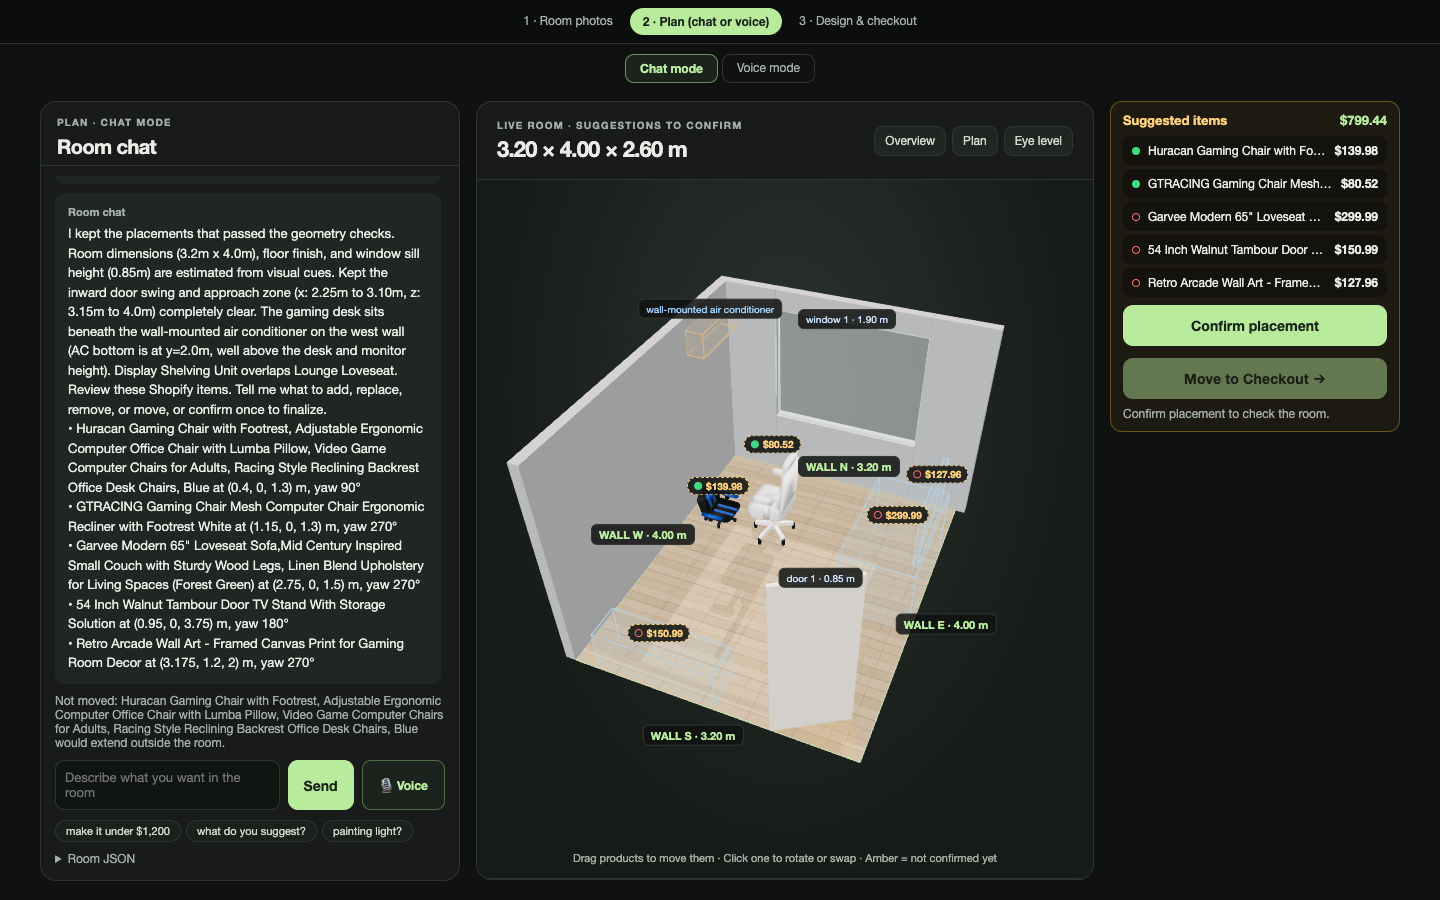 1 · Room photos
2 · Plan (chat or voice)
3 · Design & checkout
Chat mode
Voice mode
PLAN · CHAT MODE
Room chat
Room chat
I kept the placements that passed the geometry checks.
Room dimensions (3.2m x 4.0m), floor finish, and window sill
height (0.85m) are estimated from visual cues. Kept the
inward door swing and approach zone (x: 2.25m to 3.10m, z:
3.15m to 4.0m) completely clear. The gaming desk sits
beneath the wall-mounted air conditioner on the west wall
(AC bottom is at y=2.0m, well above the desk and monitor
height). Display Shelving Unit overlaps Lounge Loveseat.
Review these Shopify items. Tell me what to add, replace,
remove, or move, or confirm once to finalize.
• Huracan Gaming Chair with Footrest, Adjustable Ergonomic
Computer Office Chair with Lumba Pillow, Video Game
Computer Chairs for Adults, Racing Style Reclining Backrest
Office Desk Chairs, Blue at (0.4, 0, 1.3) m, yaw 90°
• GTRACING Gaming Chair Mesh Computer Chair Ergonomic
Recliner with Footrest White at (1.15, 0, 1.3) m, yaw 270°
• Garvee Modern 65" Loveseat Sofa,Mid Century Inspired
Small Couch with Sturdy Wood Legs, Linen Blend Upholstery
for Living Spaces (Forest Green) at (2.75, 0, 1.5) m, yaw 270°
• 54 Inch Walnut Tambour Door TV Stand With Storage
Solution at (0.95, 0, 3.75) m, yaw 180°
• Retro Arcade Wall Art - Framed Canvas Print for Gaming
Room Decor at (3.175, 1.2, 2) m, yaw 270°
Not moved: Huracan Gaming Chair with Footrest, Adjustable Ergonomic
Computer Office Chair with Lumba Pillow, Video Game Computer Chairs
for Adults, Racing Style Reclining Backrest Office Desk Chairs, Blue
would extend outside the room.
Describe what you want in the
room
Send
Voice
make it under $1,200
what do you suggest?
painting light?
Room JSON
LIVE ROOM · SUGGESTIONS TO CONFIRM
3.20 × 4.00 × 2.60 m
Overview
Plan
Eye level
wall-mounted air conditioner
window 1 · 1.90 m
$80.52
WALL N · 3.20 m
$127.96
$139.98
$299.99
WALL W · 4.00 m
door 1 · 0.85 m
WALL E · 4.00 m
$150.99
WALL S · 3.20 m
Drag products to move them · Click one to rotate or swap · Amber = not confirmed yet
Suggested items
$799.44
Huracan Gaming Chair with Fo... $139.98
GTRACING Gaming Chair Mesh... $80.52
Garvee Modern 65" Loveseat ... $299.99
54 Inch Walnut Tambour Door ... $150.99
Retro Arcade Wall Art - Frame... $127.96
Confirm placement
Move to Checkout →
Confirm placement to check the room.